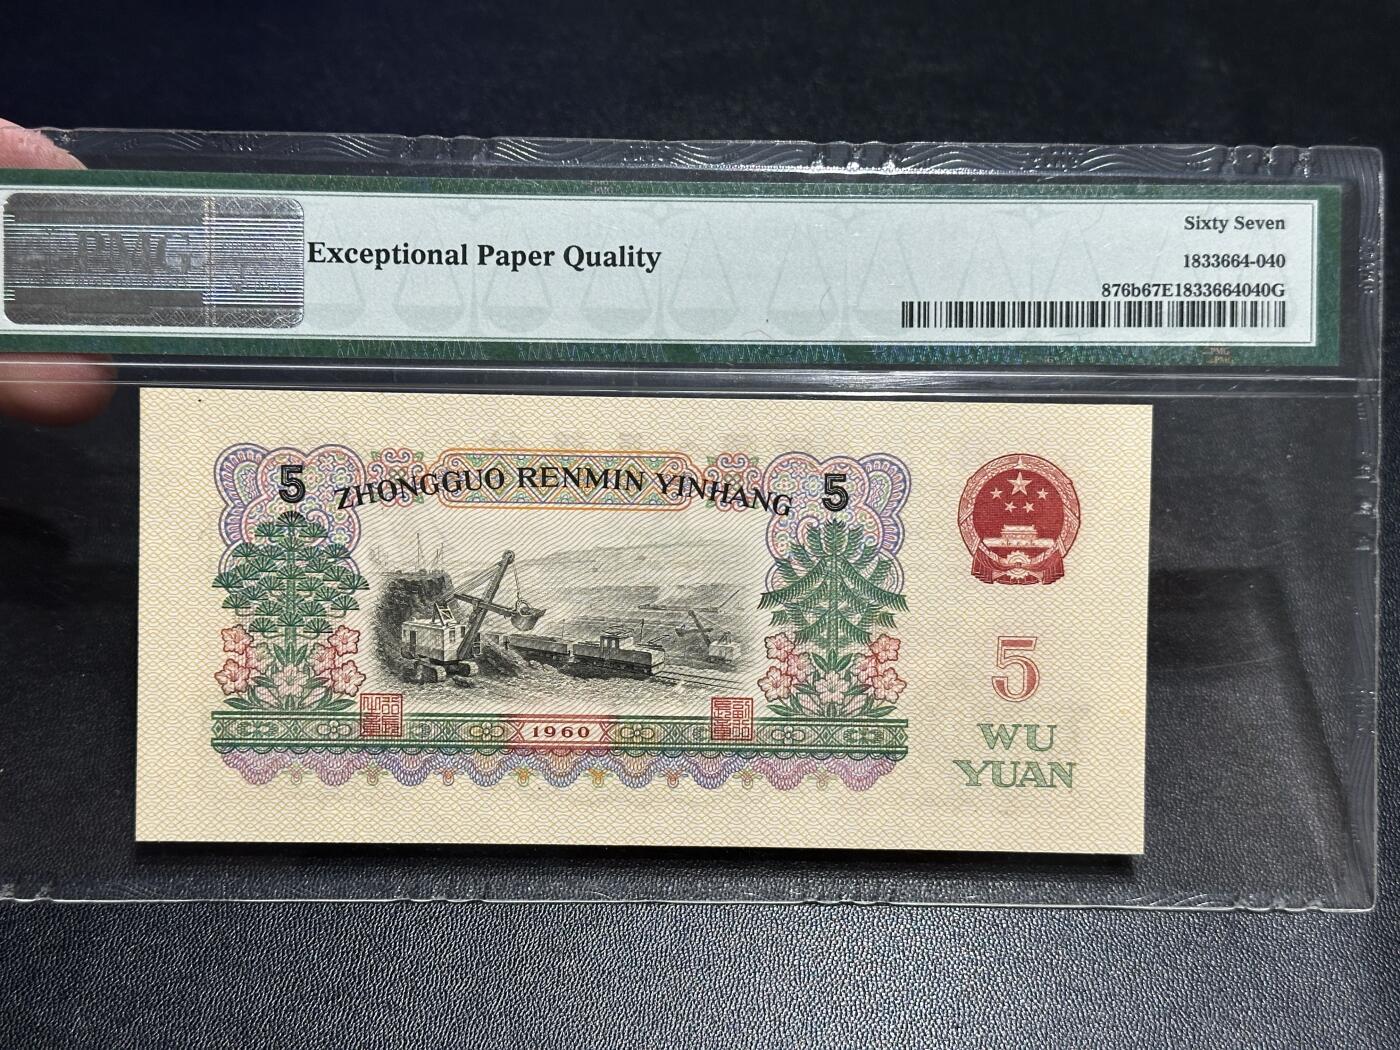 PMG
Exceptional Paper Quality
Sixty Seven
1833664-040
876b67E1833664040G
5
ZHONGGUO RENMIN YINHANG
5
1960
5
WU
YUAN